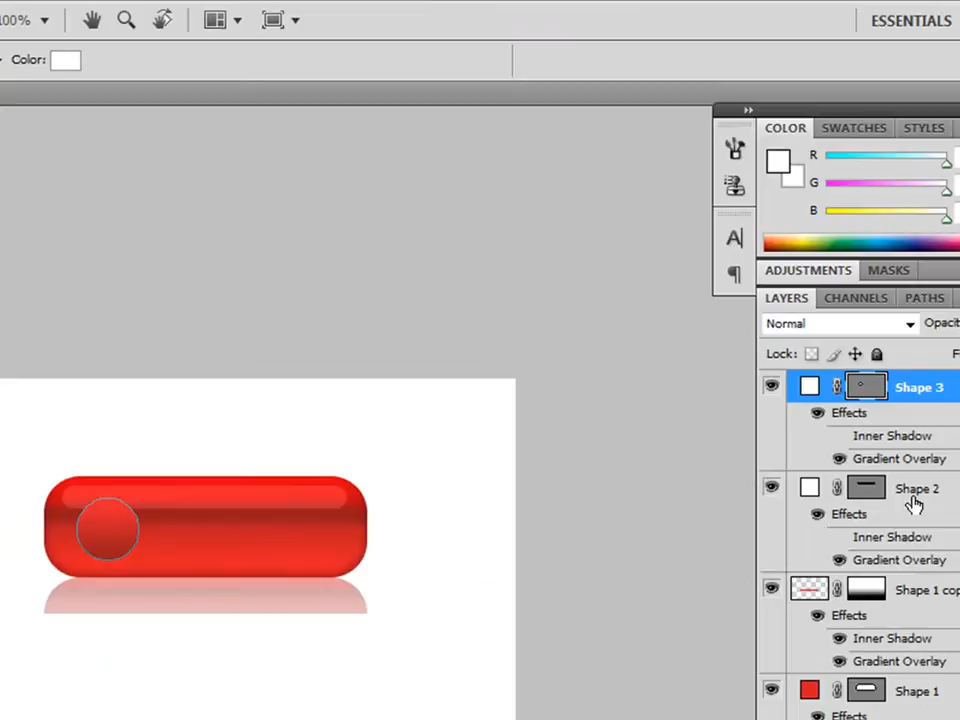 100%
ESSENTIALS
Color:
COLOR SWATCHES STYLES
R
G
B
A
ADJUSTMENTS MASKS
LAYERS CHANNELS PATHS
Normal Opacit
Lock: F
Shape 3
Effects
Inner Shadow
Gradient Overlay
Shape 2
Effects
Inner Shadow
Gradient Overlay
Shape 1 cop
Effects
Inner Shadow
Gradient Overlay
Shape 1
Effects